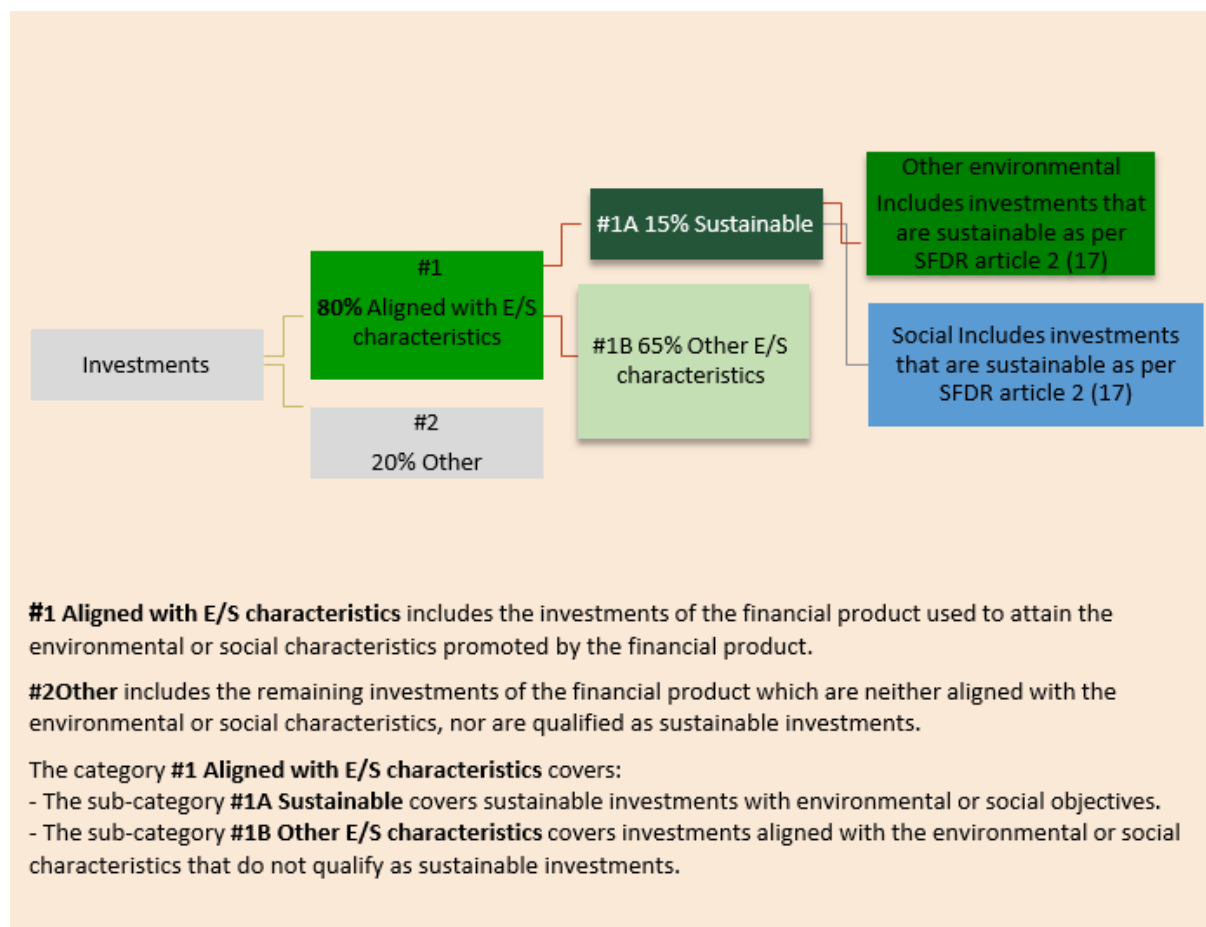 Investments
#1
80% Aligned with E/S
characteristics
#2
20% Other
#1A 15% Sustainable
#1B 65% Other E/S
characteristics
Other environmental
Includes investments that
are sustainable as per
SFDR article 2 (17)
Social Includes investments
that are sustainable as per
SFDR article 2 (17)
#1 Aligned with E/S characteristics includes the investments of the financial product used to attain the
environmental or social characteristics promoted by the financial product.
#2Other includes the remaining investments of the financial product which are neither aligned with the
environmental or social characteristics, nor are qualified as sustainable investments.
The category #1 Aligned with E/S characteristics covers:
- The sub-category #1A Sustainable covers sustainable investments with environmental or social objectives.
- The sub-category #1B Other E/S characteristics covers investments aligned with the environmental or social
characteristics that do not qualify as sustainable investments.